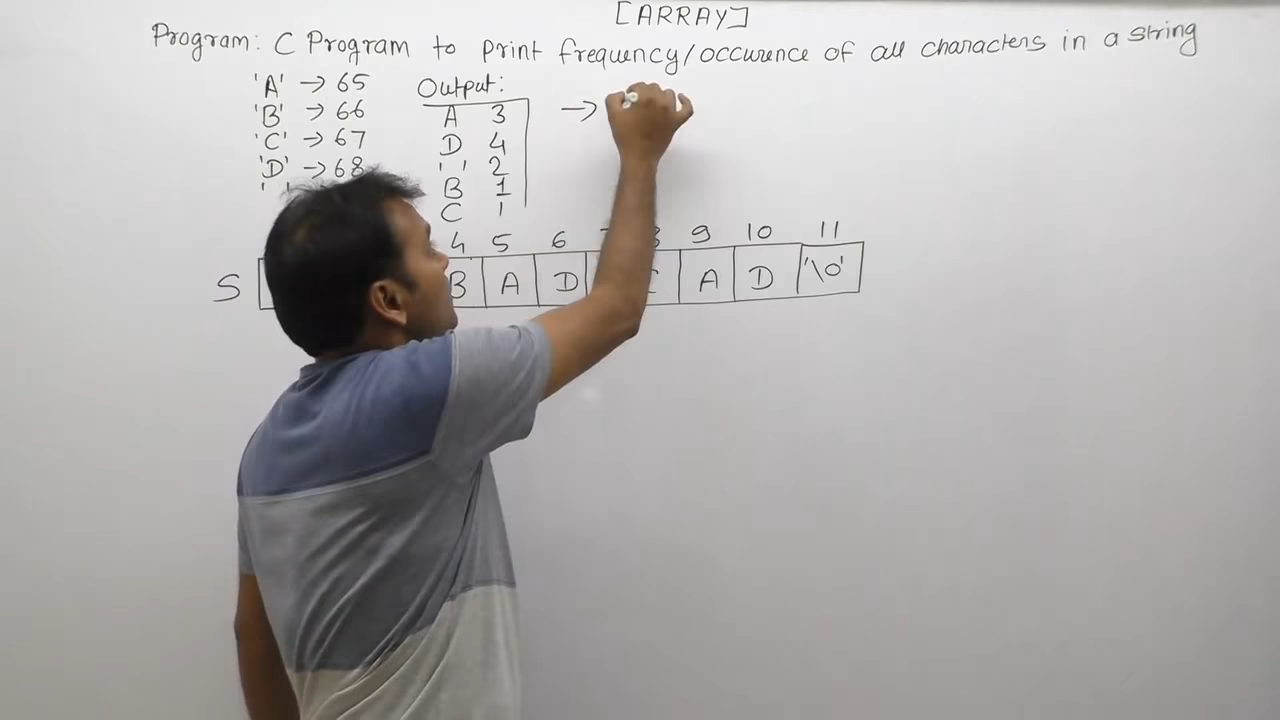 [ARRAY]
Program: C Program to print frequency/occurence of all characters in a string
'A' → 65
'B' → 66
'C' → 67
'D' → 68
' '
Output:
A 3
D 4
' ' 2
B 1
C 1
→
4 5 6 8 9 10 11
S B A D C A D '\0'